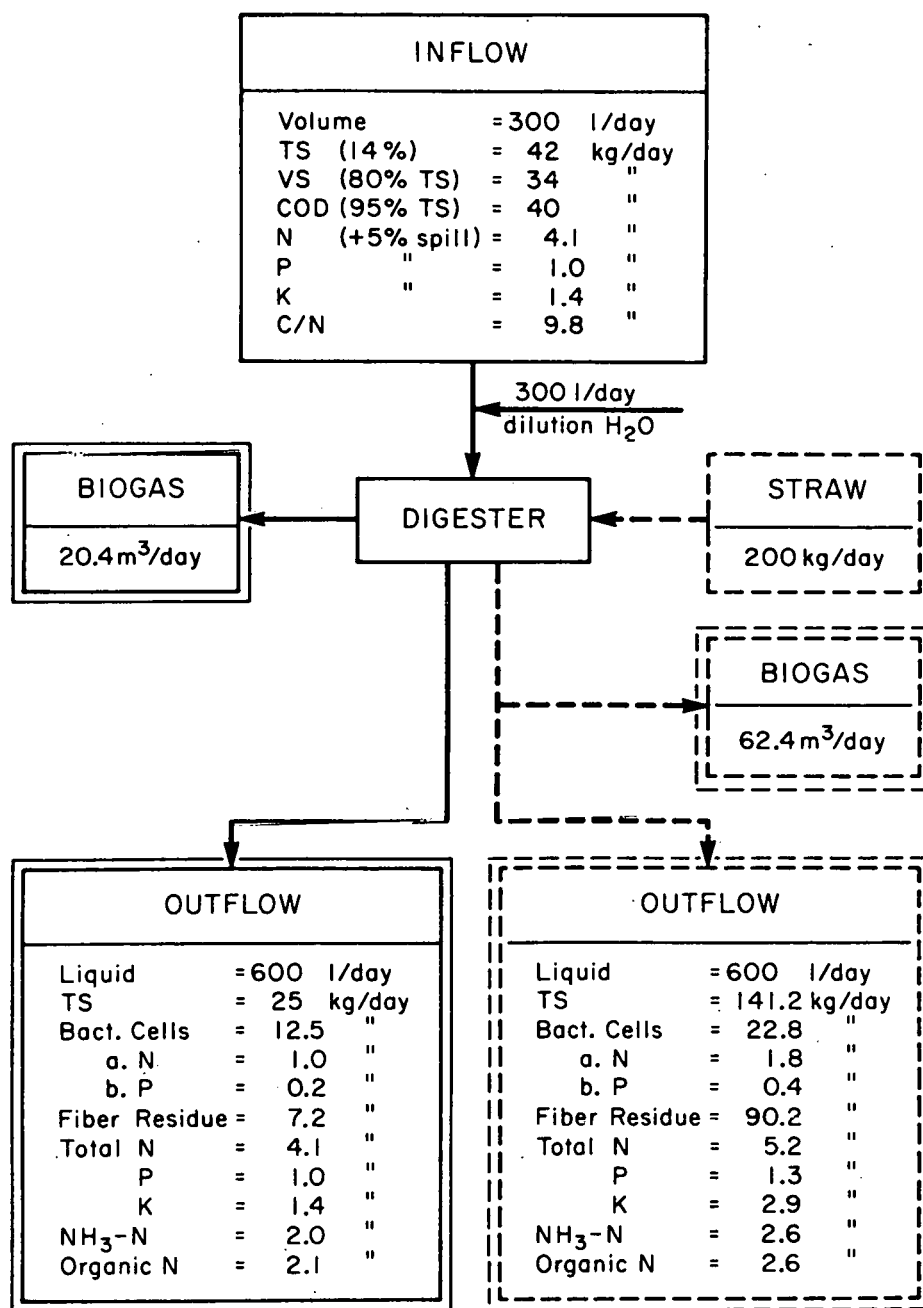 INFLOW
Volume = 300 l/day
TS (14%) = 42 kg/day
VS (80% TS) = 34 "
COD (95% TS) = 40 "
N (+5% spill) = 4.1 "
P " = 1.0 "
K " = 1.4 "
C/N = 9.8 "
300 l/day
dilution H₂O
BIOGAS
20.4 m³/day
DIGESTER
STRAW
200 kg/day
BIOGAS
62.4 m³/day
OUTFLOW
Liquid = 600 l/day
TS = 25 kg/day
Bact. Cells = 12.5 "
a. N = 1.0 "
b. P = 0.2 "
Fiber Residue = 7.2 "
Total N = 4.1 "
P = 1.0 "
K = 1.4 "
NH₃-N = 2.0 "
Organic N = 2.1 "
OUTFLOW
Liquid = 600 l/day
TS = 141.2 kg/day
Bact. Cells = 22.8 "
a. N = 1.8 "
b. P = 0.4 "
Fiber Residue = 90.2 "
Total N = 5.2 "
P = 1.3 "
K = 2.9 "
NH₃-N = 2.6 "
Organic N = 2.6 "